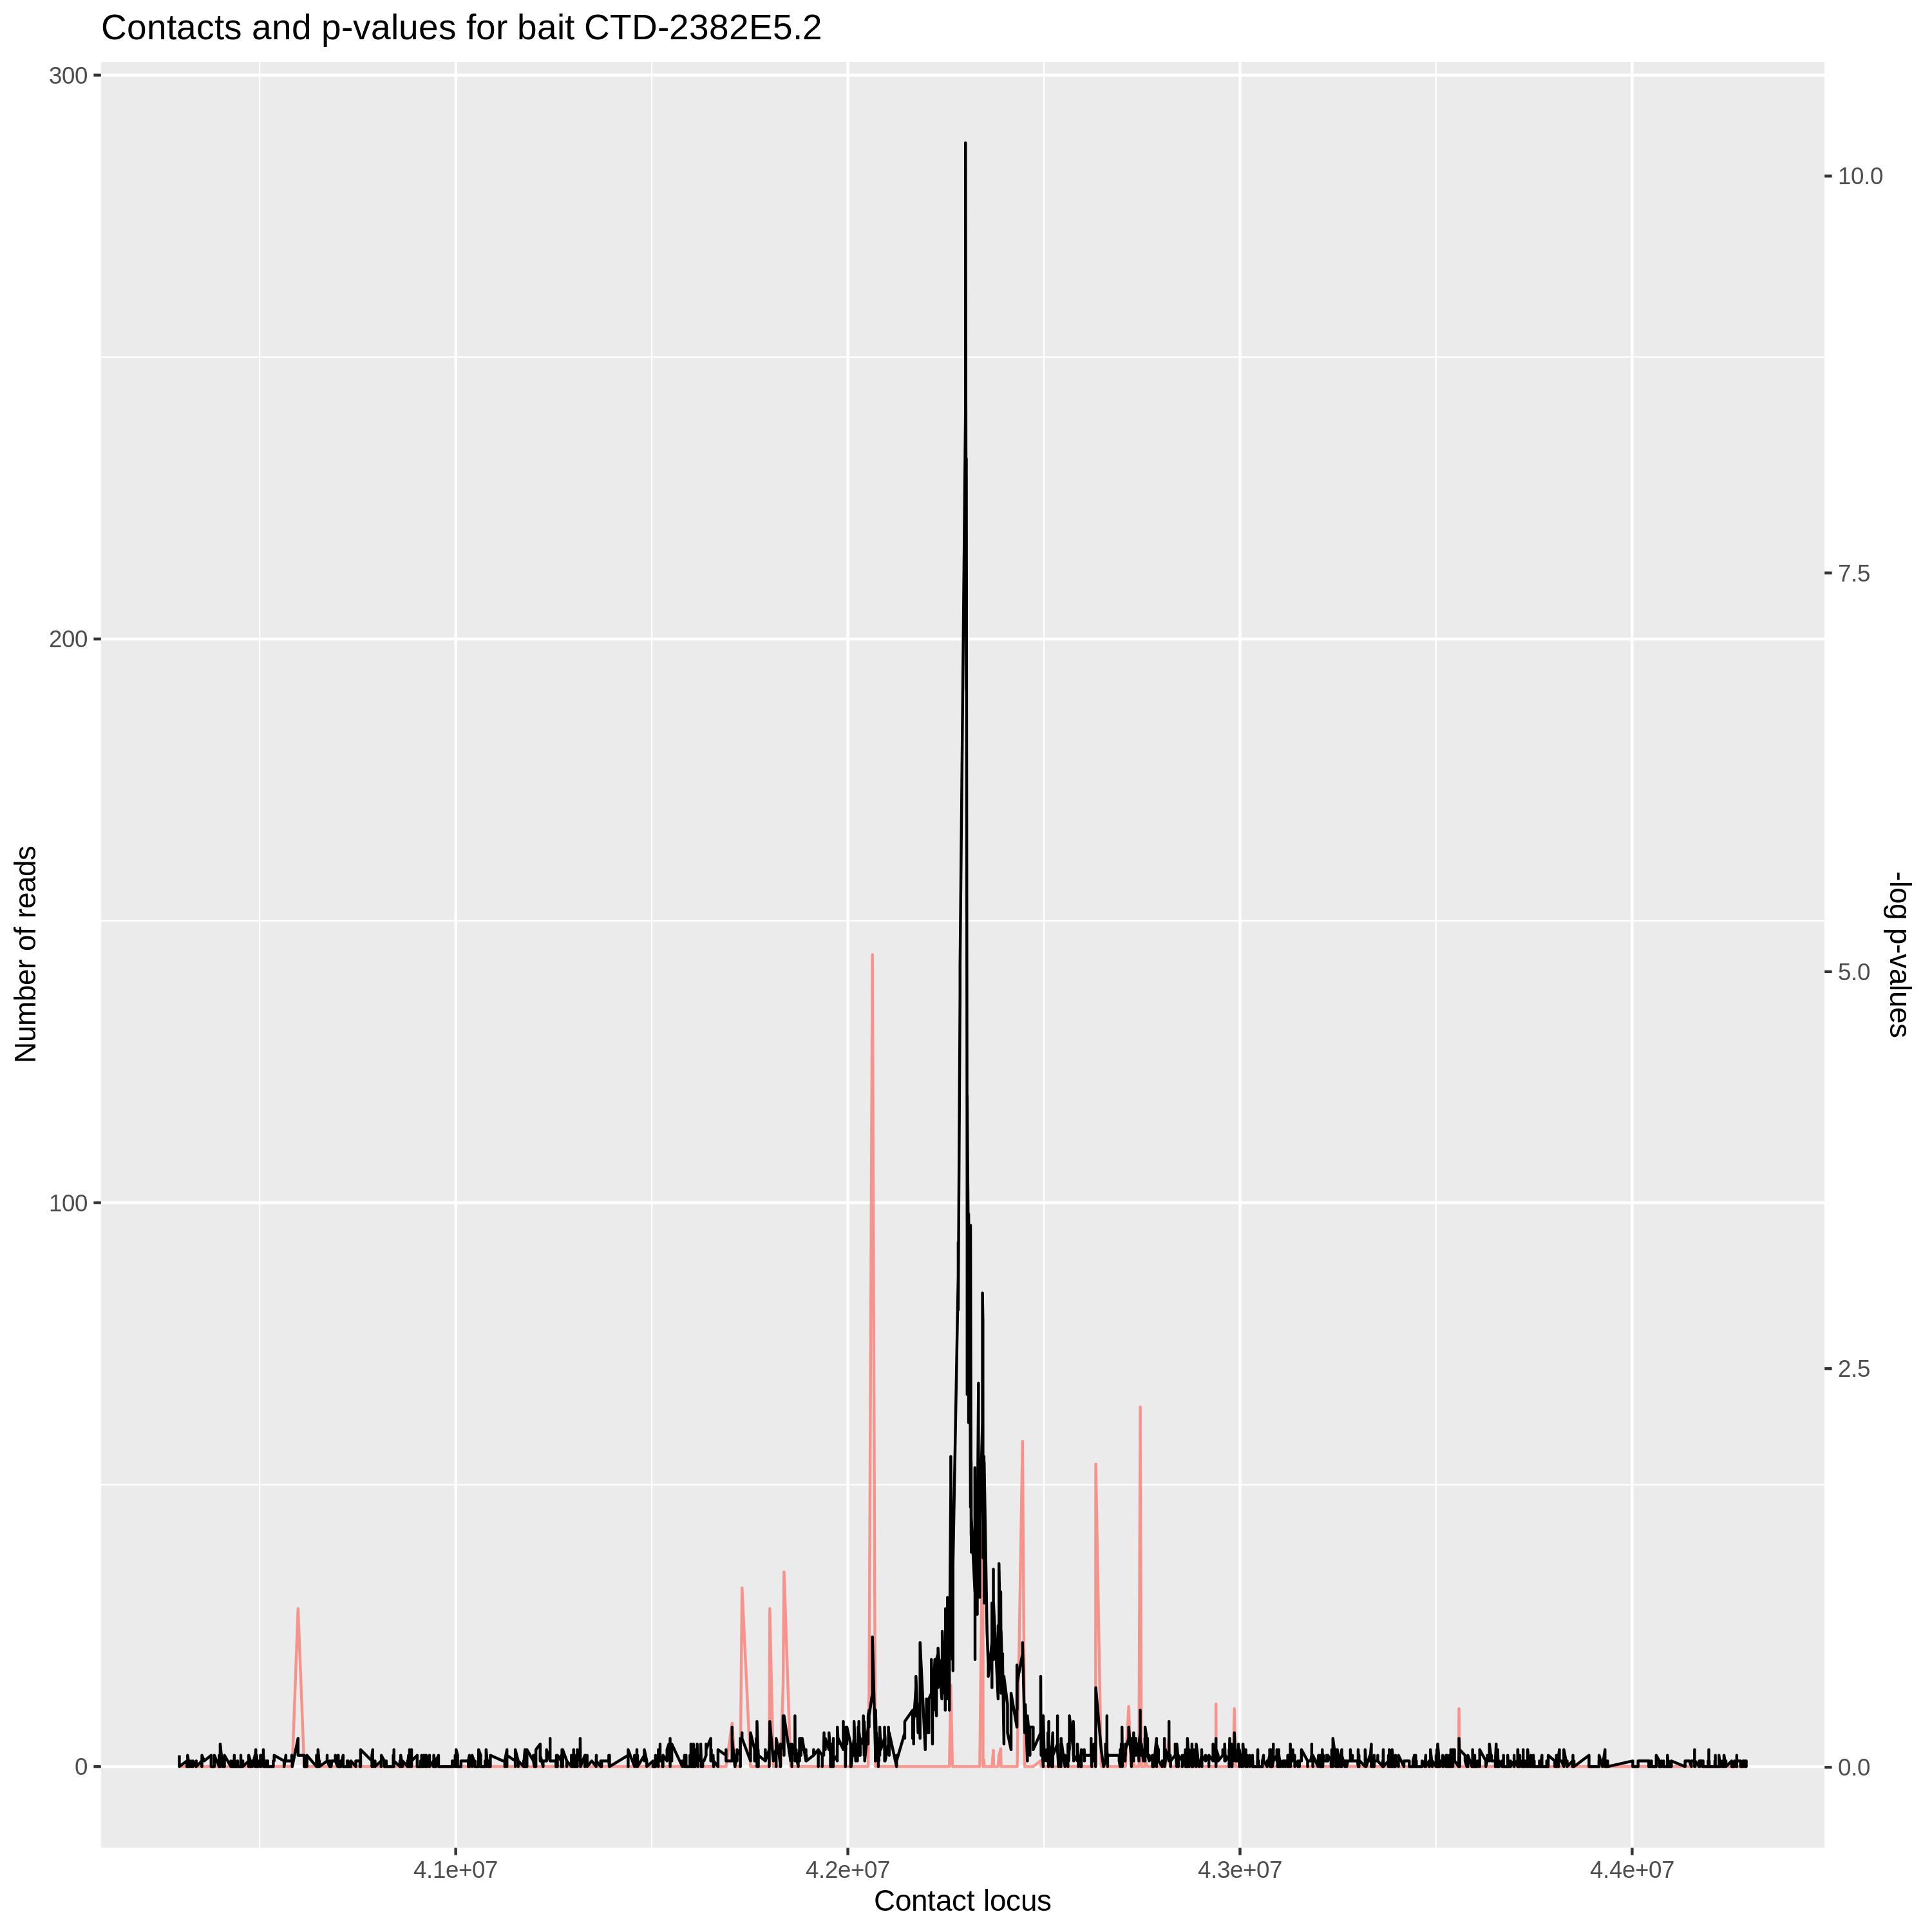 Contacts and p-values for bait CTD-2382E5.2
300
200
100
0
Number of reads
10.0
7.5
5.0
2.5
0.0
-log p-values
4.1e+07
4.2e+07
4.3e+07
4.4e+07
Contact locus